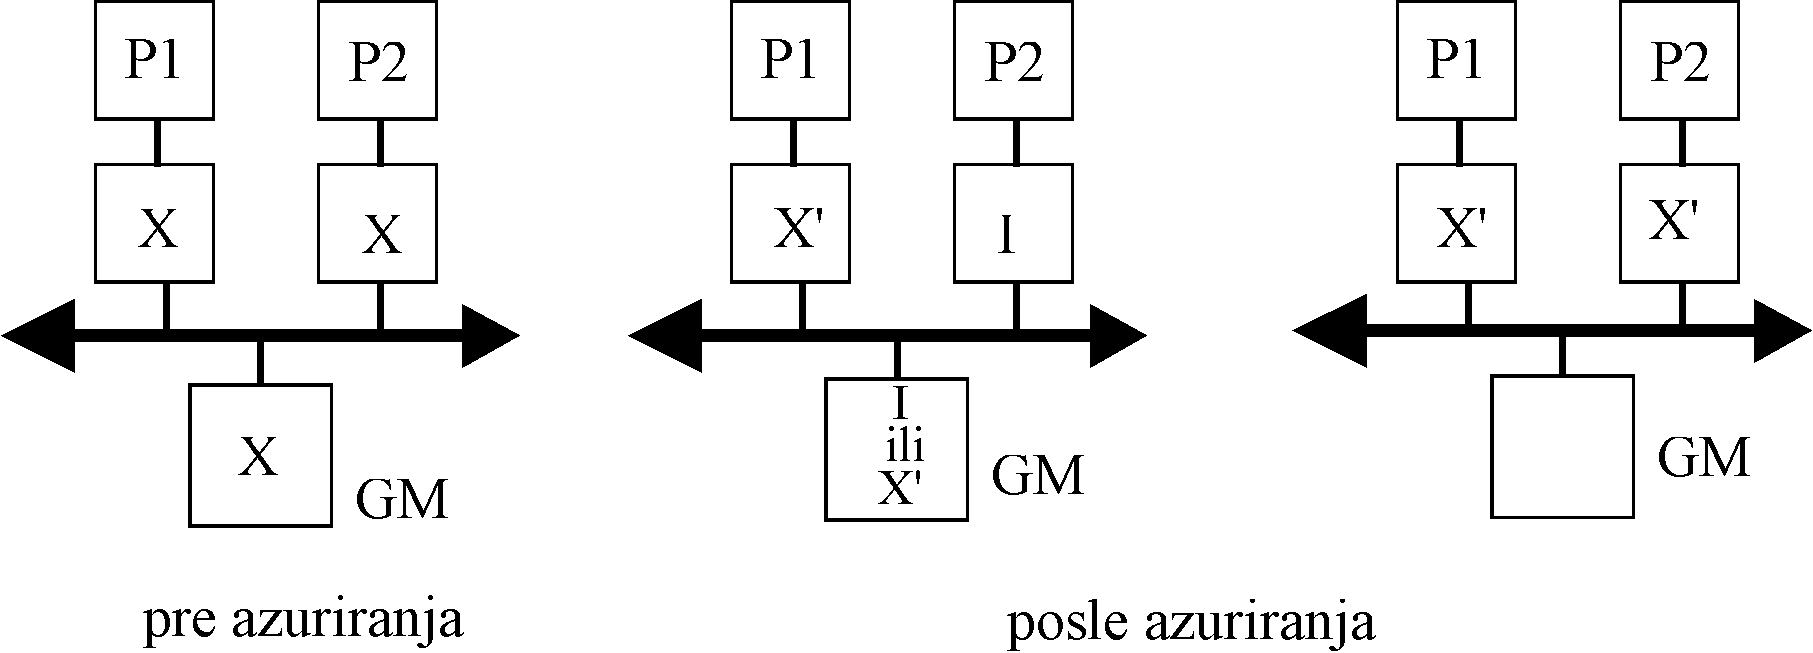 P1 P2 P1 P2 P1 P2
X X X' I X' X'
X GM
I
ili
X'
GM
GM
pre azuriranja
posle azuriranja